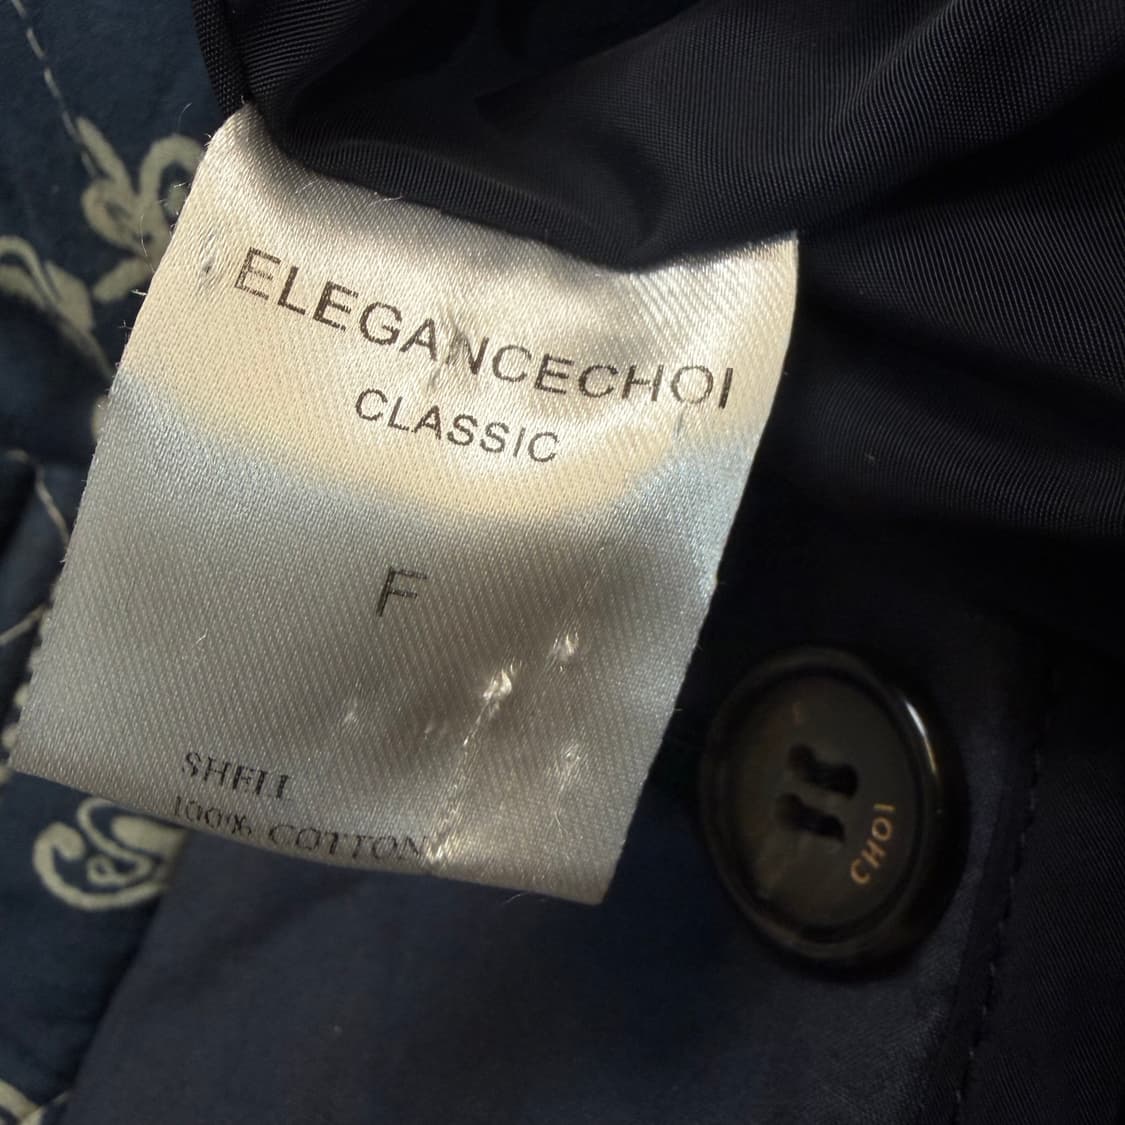 ELEGANCECHOI
CLASSIC
F
SHELL
100% COTTON
CHOI